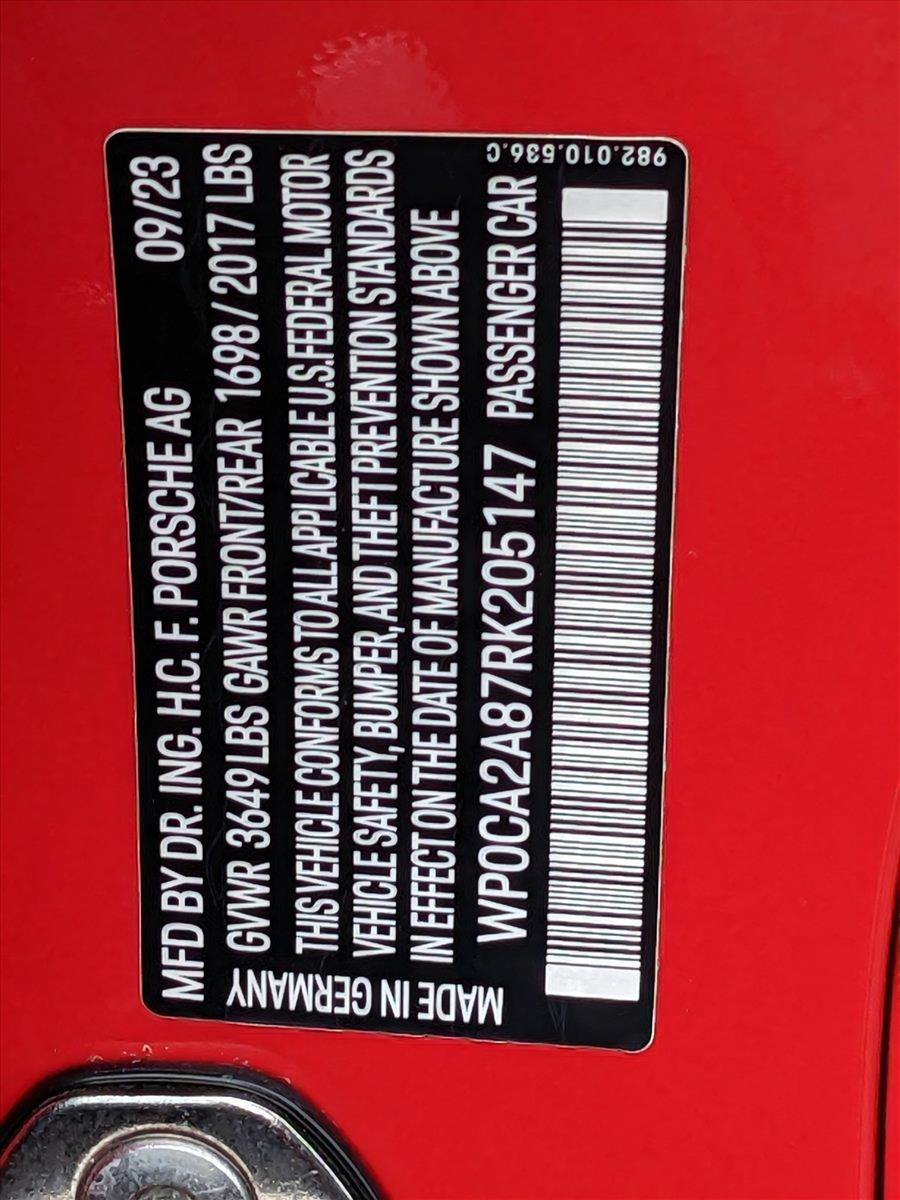 MFD BY DR. ING. H.C. F. PORSCHE AG 09/23
GVWR 3649 LBS GAWR FRONT/REAR 1698 / 2017 LBS
THIS VEHICLE CONFORMS TO ALL APPLICABLE U.S. FEDERAL MOTOR
VEHICLE SAFETY, BUMPER, AND THEFT PREVENTION STANDARDS
IN EFFECT ON THE DATE OF MANUFACTURE SHOWN ABOVE
WP0CA2A87RK205147 PASSENGER CAR
MADE IN GERMANY
982.010.536.C